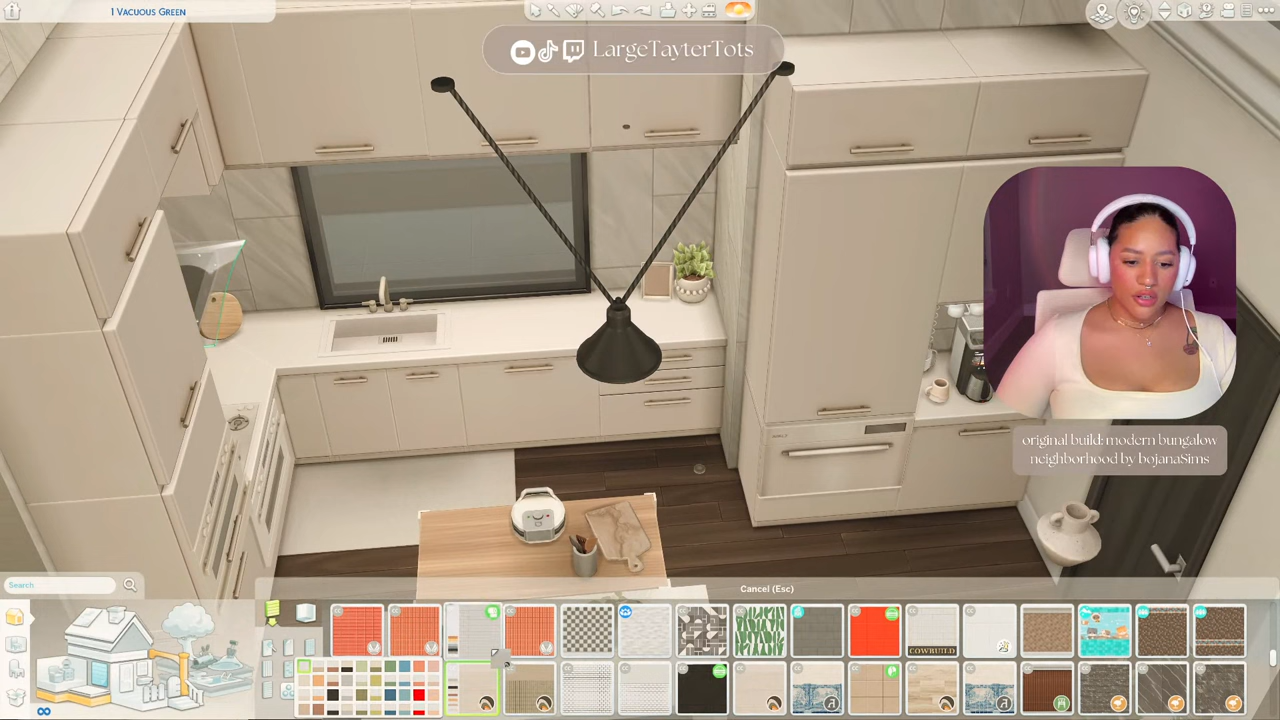 1 VACUOUS GREEN
LargeTayterTots
original build: modern bungalow
neighborhood by bojanaSims
Search
Cancel (Esc)
COWBUILD